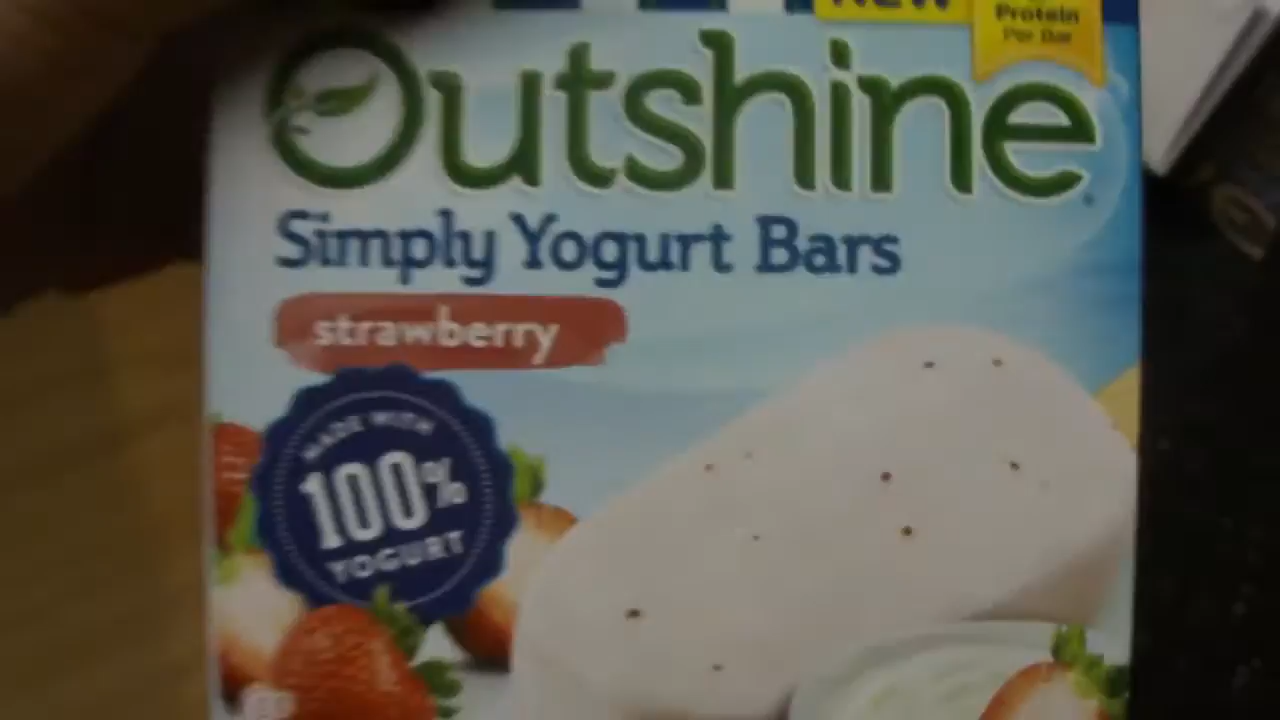 NEW
Protein
Per Bar
Outshine
Simply Yogurt Bars
strawberry
MADE WITH
100%
YOGURT